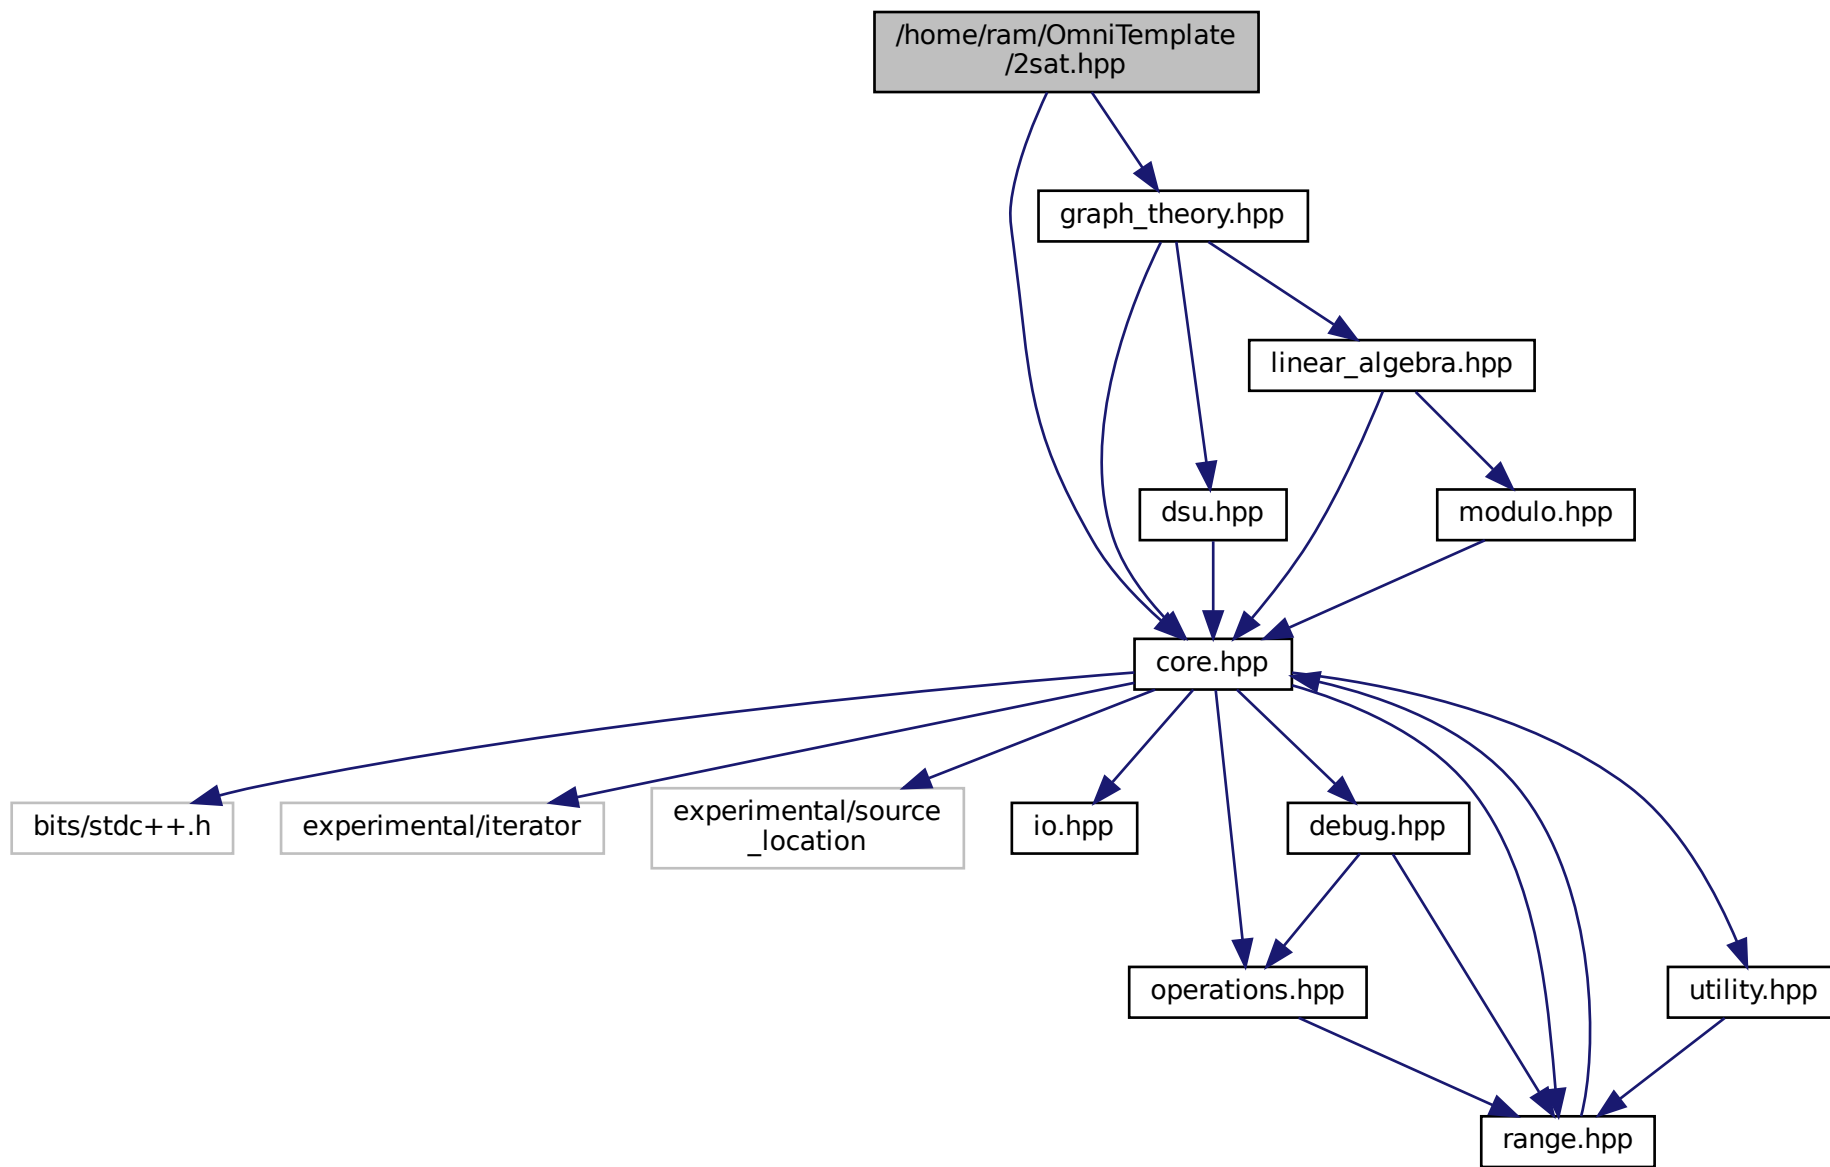 /home/ram/OmniTemplate
/2sat.hpp
graph_theory.hpp
linear_algebra.hpp
dsu.hpp
modulo.hpp
core.hpp
bits/stdc++.h
experimental/iterator
experimental/source
_location
io.hpp
debug.hpp
operations.hpp
utility.hpp
range.hpp